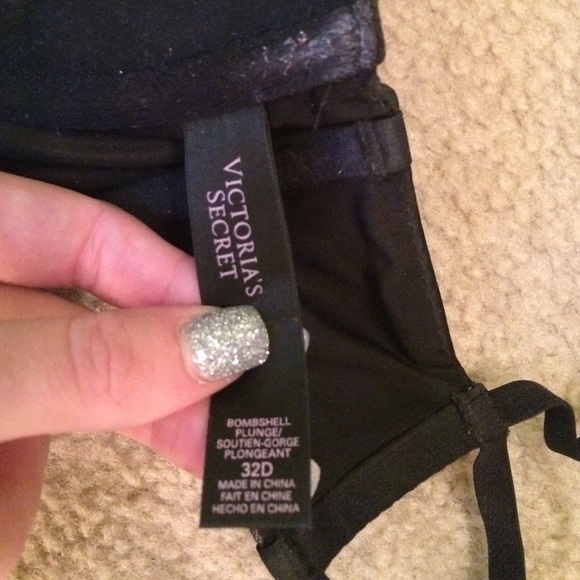 VICTORIA'S
SECRET
BOMBSHELL
PLUNGE/
SOUTIEN-GORGE
PLONGEANT
32D
MADE IN CHINA
FAIT EN CHINE
HECHO EN CHINA